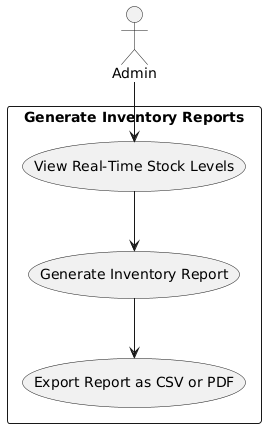 Admin
Generate Inventory Reports
View Real-Time Stock Levels
Generate Inventory Report
Export Report as CSV or PDF